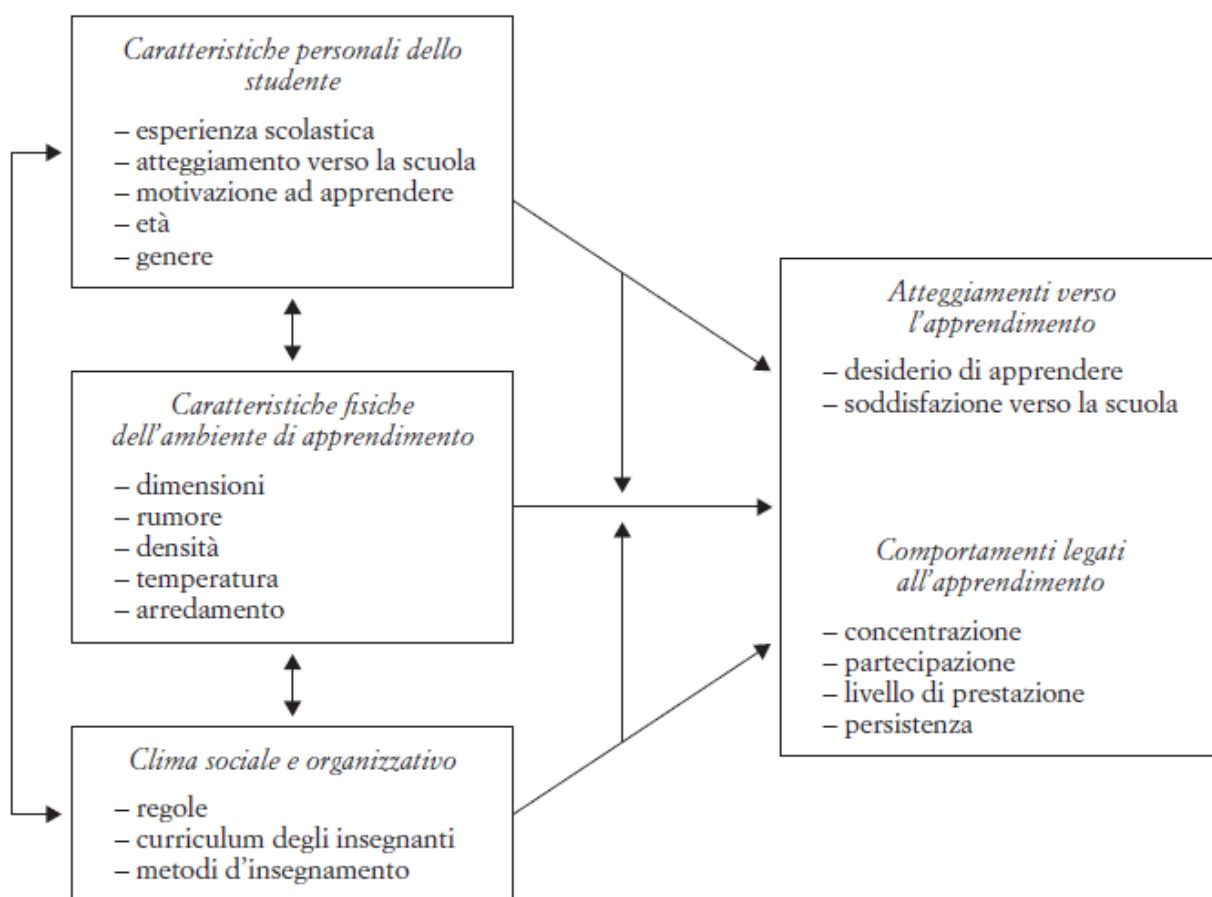 Caratteristiche personali dello
studente
– esperienza scolastica
– atteggiamento verso la scuola
– motivazione ad apprendere
– età
– genere
Caratteristiche fisiche
dell'ambiente di apprendimento
– dimensioni
– rumore
– densità
– temperatura
– arredamento
Clima sociale e organizzativo
– regole
– curriculum degli insegnanti
– metodi d'insegnamento
Atteggiamenti verso
l'apprendimento
– desiderio di apprendere
– soddisfazione verso la scuola
Comportamenti legati
all'apprendimento
– concentrazione
– partecipazione
– livello di prestazione
– persistenza